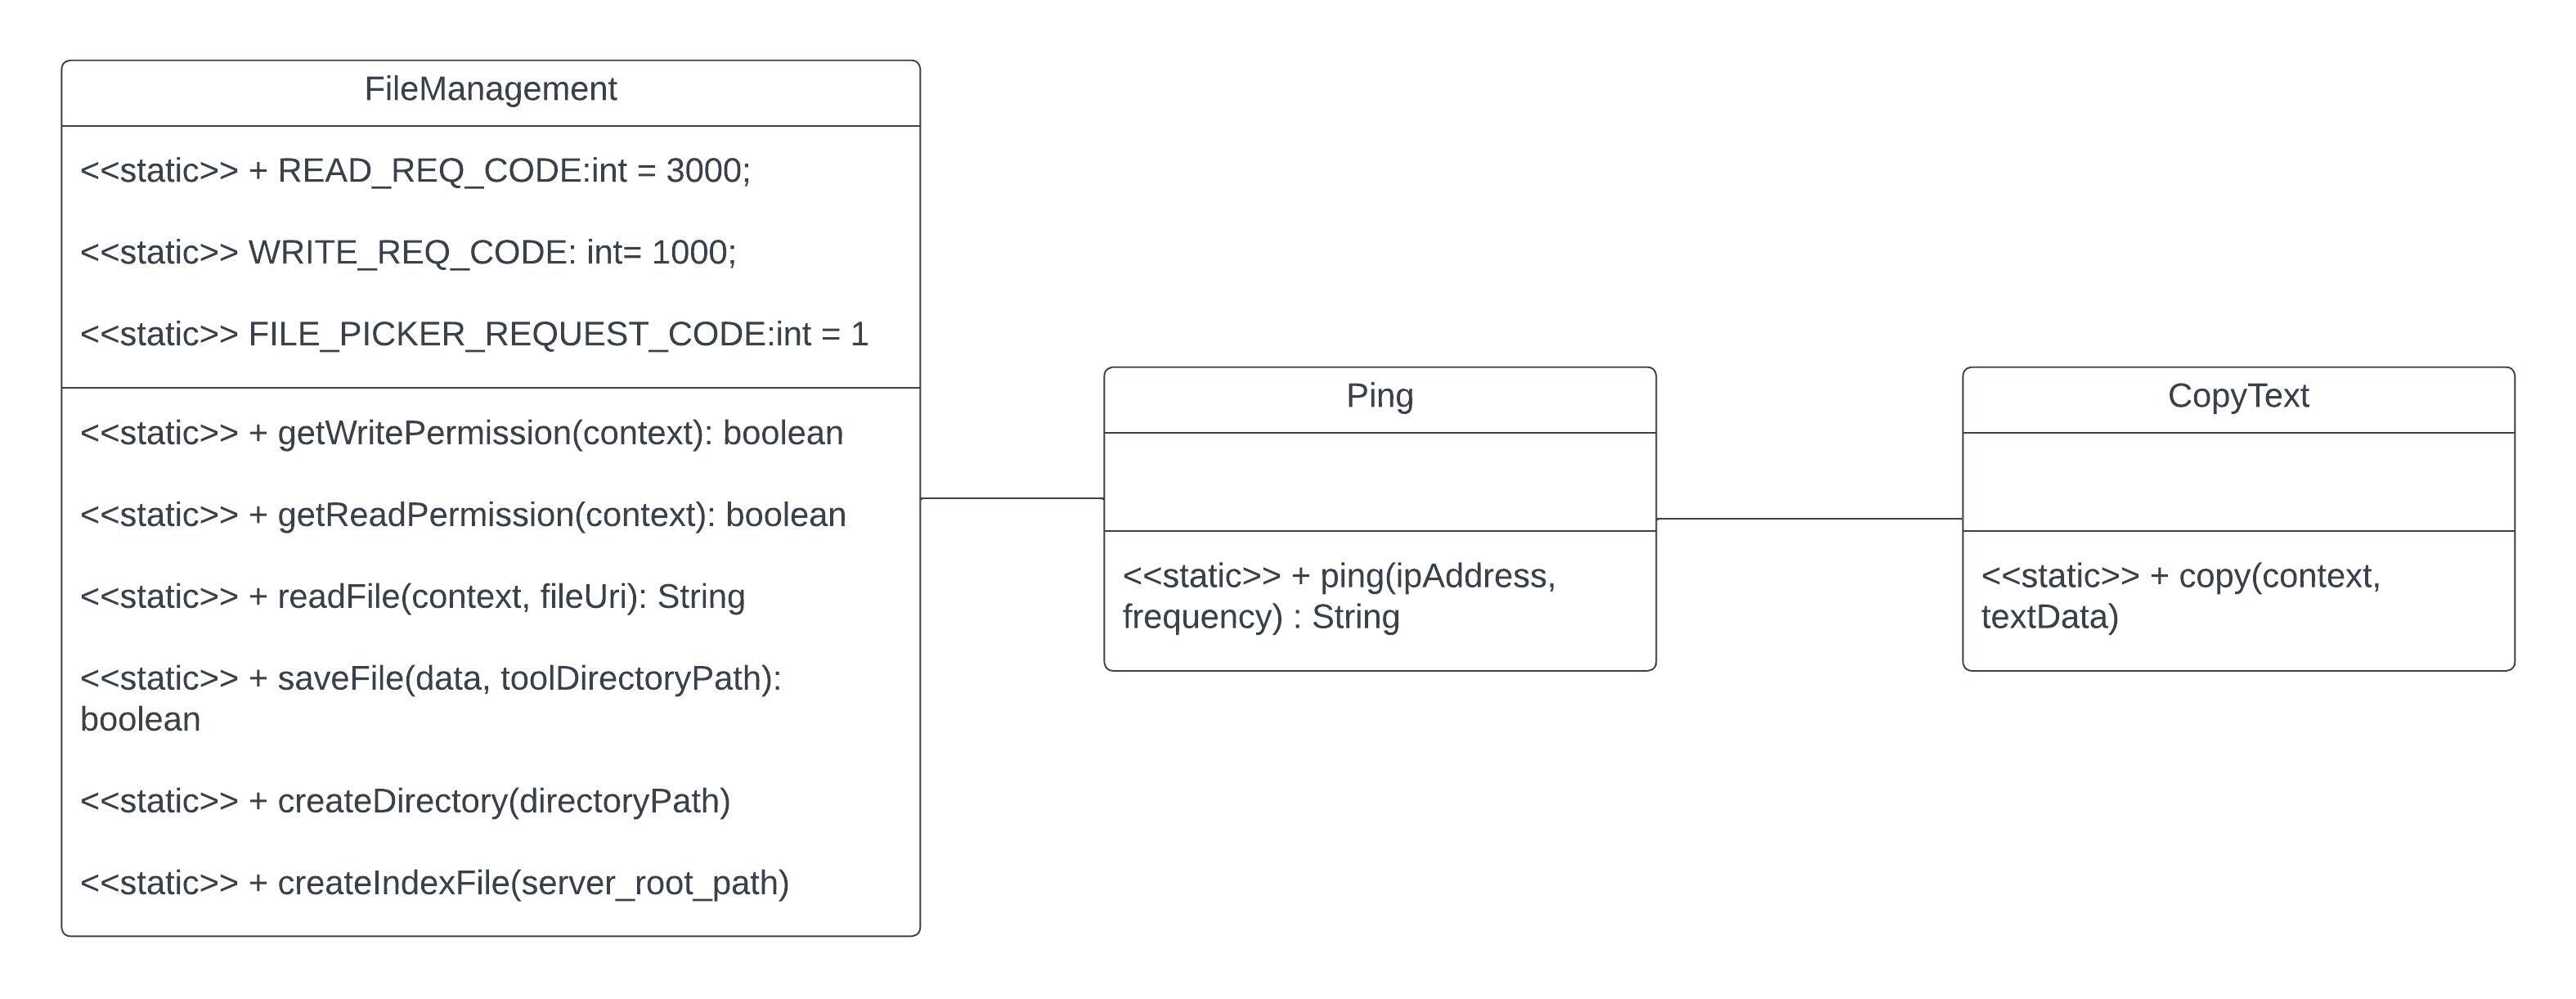 FileManagement
<<static>> + READ_REQ_CODE:int = 3000;
<<static>> WRITE_REQ_CODE: int= 1000;
<<static>> FILE_PICKER_REQUEST_CODE:int = 1
<<static>> + getWritePermission(context): boolean
<<static>> + getReadPermission(context): boolean
<<static>> + readFile(context, fileUri): String
<<static>> + saveFile(data, toolDirectoryPath):
boolean
<<static>> + createDirectory(directoryPath)
<<static>> + createIndexFile(server_root_path)
Ping
<<static>> + ping(ipAddress,
frequency) : String
CopyText
<<static>> + copy(context,
textData)